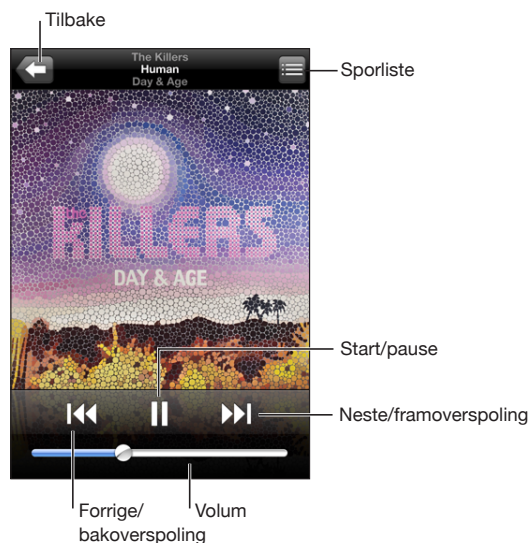 Tilbake
The Killers
Human
Day & Age
Sporliste
the
KILLERS
DAY & AGE
Start/pause
Neste/framoverspoling
Forrige/
bakoverspoling
Volum